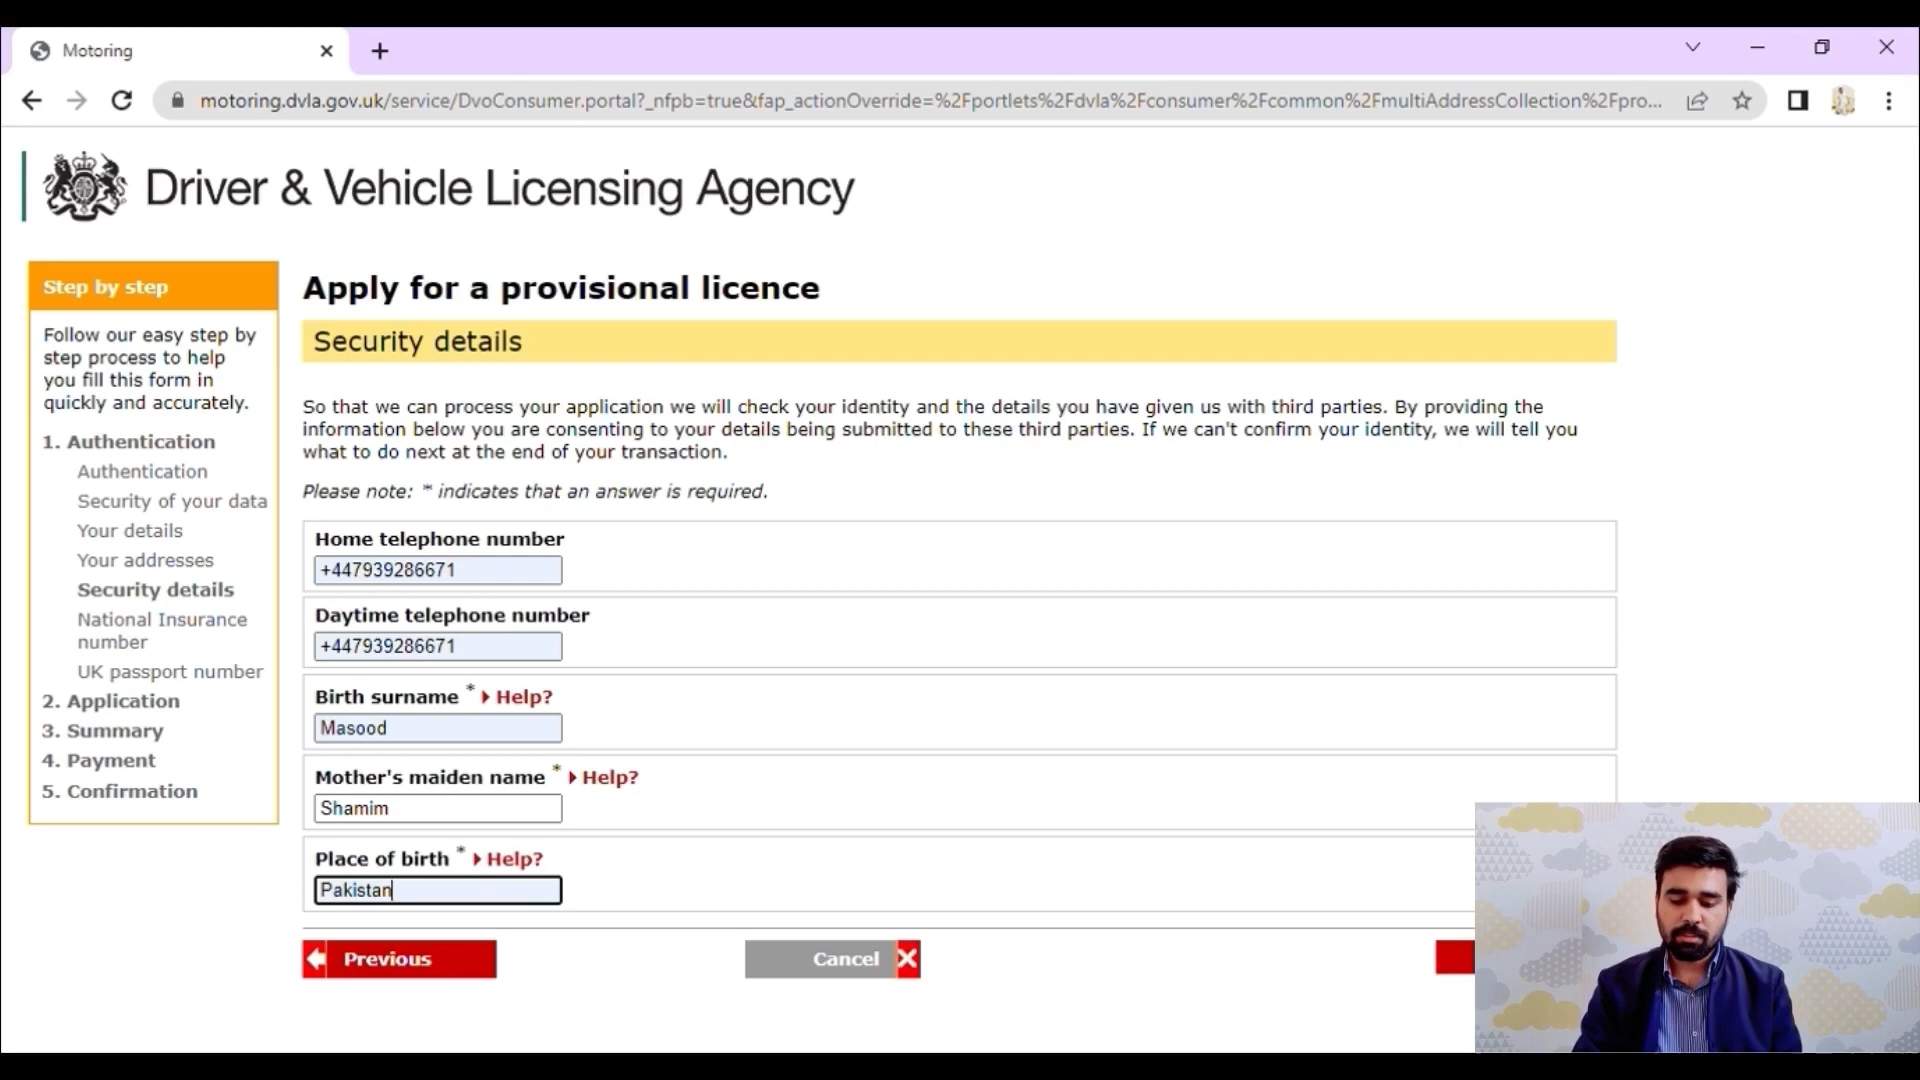 Motoring
motoring.dvla.gov.uk/service/DvoConsumer.portal?_nfpb=true&fap_actionOverride=%2Fportlets%2Fdvla%2Fconsumer%2Fcommon%2FmultiAddressCollection%2Fpro...
Driver & Vehicle Licensing Agency
Step by step
Follow our easy step by
step process to help
you fill this form in
quickly and accurately.
1. Authentication
Authentication
Security of your data
Your details
Your addresses
Security details
National Insurance
number
UK passport number
2. Application
3. Summary
4. Payment
5. Confirmation
Apply for a provisional licence
Security details
So that we can process your application we will check your identity and the details you have given us with third parties. By providing the
information below you are consenting to your details being submitted to these third parties. If we can't confirm your identity, we will tell you
what to do next at the end of your transaction.
Please note: * indicates that an answer is required.
Home telephone number
+447939286671
Daytime telephone number
+447939286671
Birth surname * Help?
Masood
Mother's maiden name * Help?
Shamim
Place of birth * Help?
Pakistan
Previous
Cancel